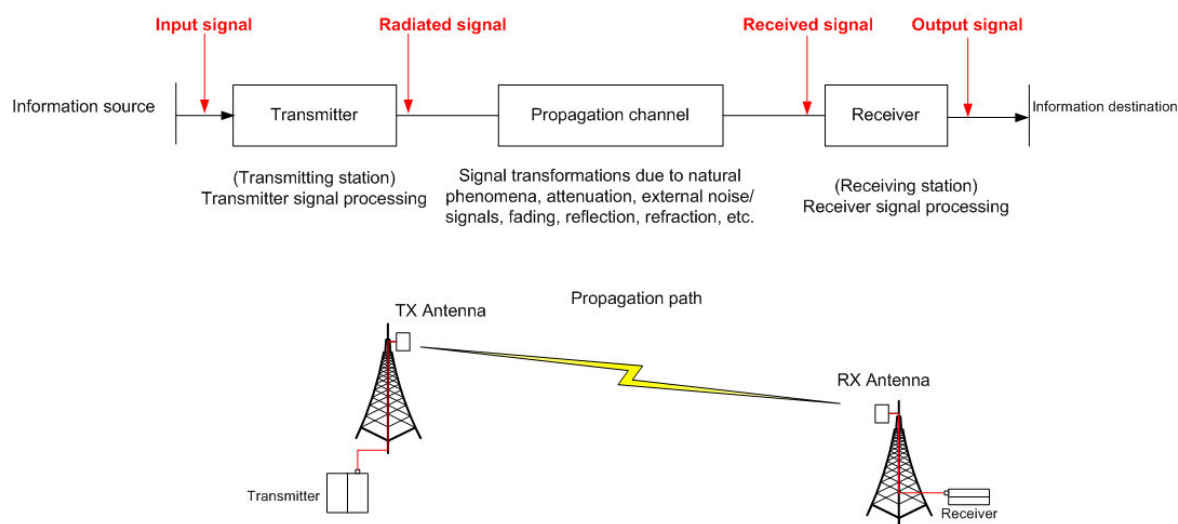 Input signal
Radiated signal
Received signal
Output signal
Information source
Transmitter
Propagation channel
Receiver
Information destination
(Transmitting station)
Transmitter signal processing
Signal transformations due to natural
phenomena, attenuation, external noise/
signals, fading, reflection, refraction, etc.
(Receiving station)
Receiver signal processing
Propagation path
TX Antenna
RX Antenna
Transmitter
Receiver